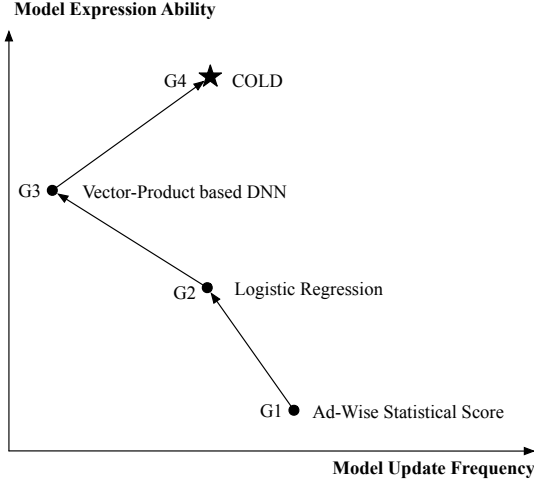 Model Expression Ability
G4 COLD
G3 Vector-Product based DNN
G2 Logistic Regression
G1 Ad-Wise Statistical Score
Model Update Frequency